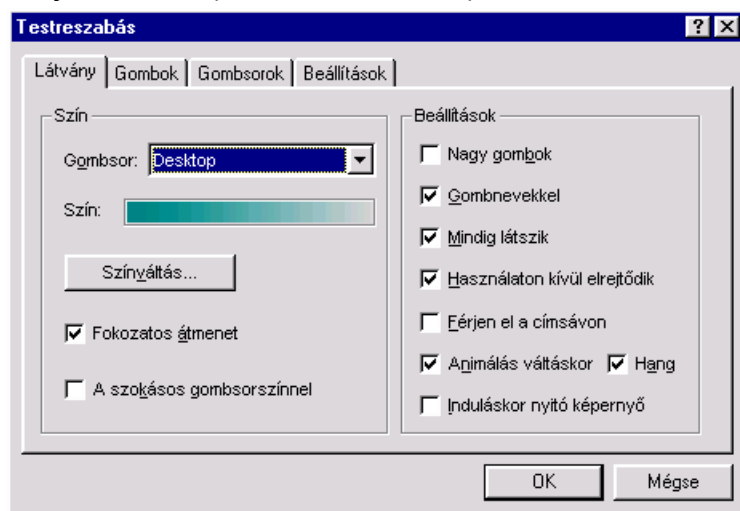 Testreszabás
Látvány Gombok Gombsorok Beállítások
Szín
Gombsor: Desktop
Szín:
Színváltás...
Fokozatos átmenet
A szokásos gombsorszínnel
Beállítások
Nagy gombok
Gombnevekkel
Mindig látszik
Használaton kívül elrejtődik
Férjen el a címsávon
Animálás váltáskor Hang
Induláskor nyitó képernyő
OK Mégse